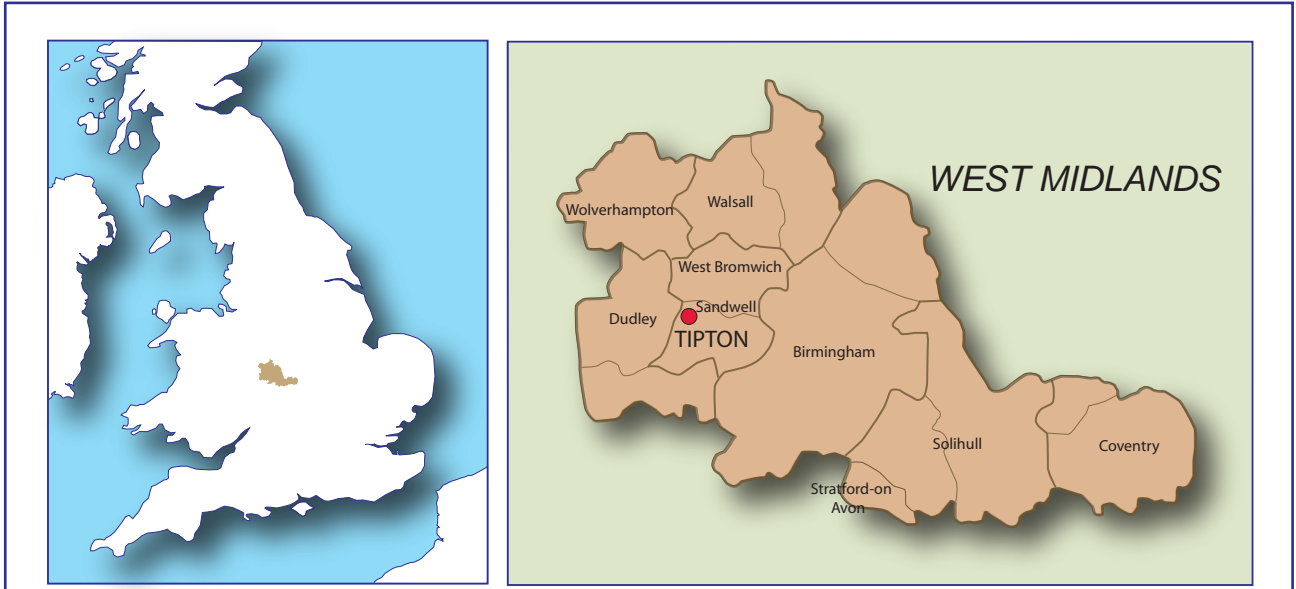 WEST MIDLANDS
Walsall
Wolverhampton
West Bromwich
Sandwell
Dudley
TIPTON
Birmingham
Solihull
Coventry
Stratford-on
Avon